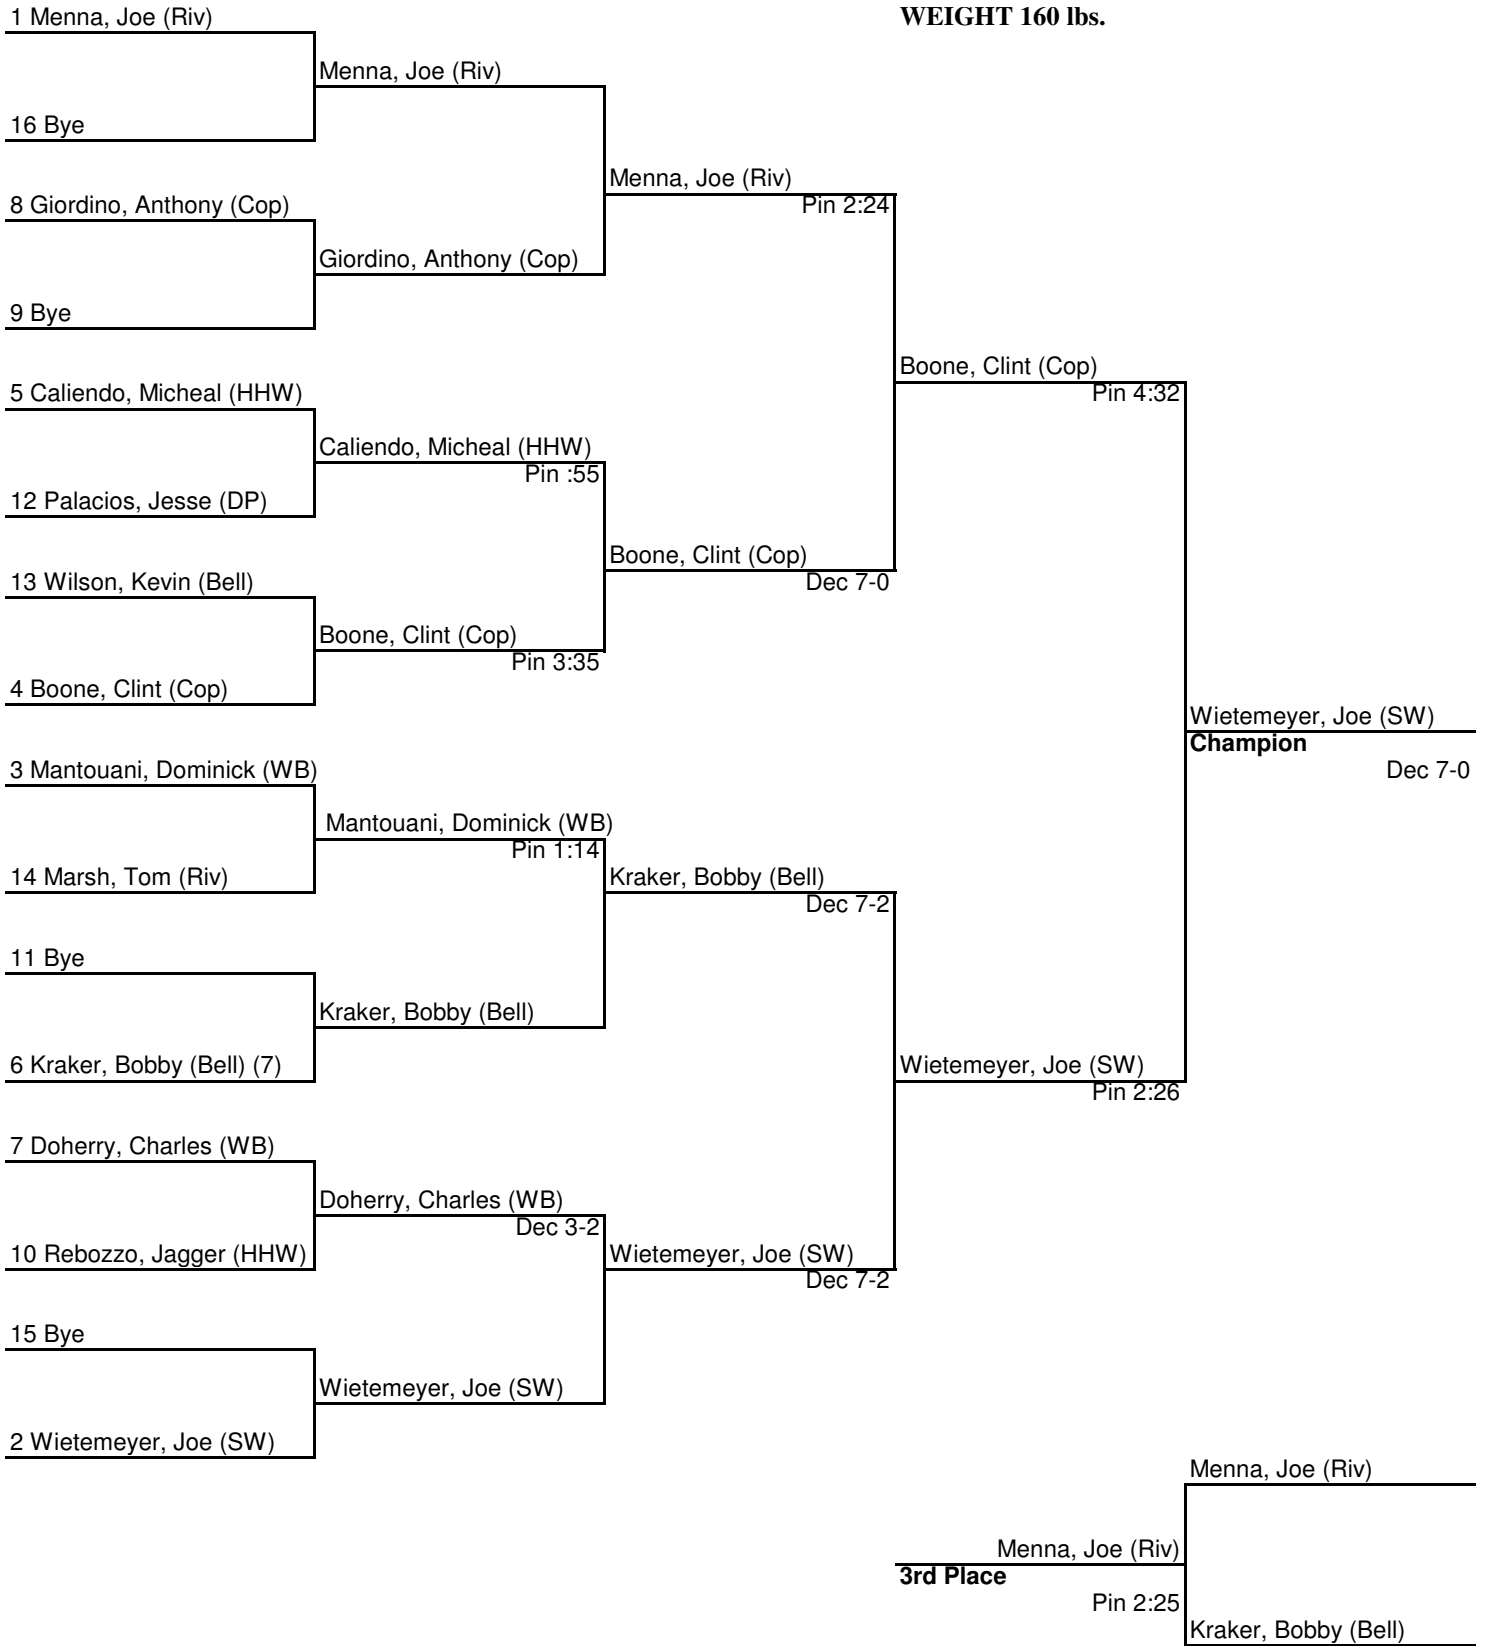 1 Menna, Joe (Riv)
WEIGHT 160 lbs.
Menna, Joe (Riv)
16 Bye
Menna, Joe (Riv)
Pin 2:24
8 Giordino, Anthony (Cop)
Giordino, Anthony (Cop)
9 Bye
Boone, Clint (Cop)
Pin 4:32
5 Caliendo, Micheal (HHW)
Caliendo, Micheal (HHW)
Pin :55
12 Palacios, Jesse (DP)
Boone, Clint (Cop)
Dec 7-0
13 Wilson, Kevin (Bell)
Boone, Clint (Cop)
Pin 3:35
4 Boone, Clint (Cop)
Wietemeyer, Joe (SW)
Champion
Dec 7-0
3 Mantouani, Dominick (WB)
Mantouani, Dominick (WB)
Pin 1:14
14 Marsh, Tom (Riv)
Kraker, Bobby (Bell)
Dec 7-2
11 Bye
Kraker, Bobby (Bell)
6 Kraker, Bobby (Bell) (7)
Wietemeyer, Joe (SW)
Pin 2:26
7 Doherry, Charles (WB)
Doherry, Charles (WB)
Dec 3-2
10 Rebozzo, Jagger (HHW)
Wietemeyer, Joe (SW)
Dec 7-2
15 Bye
Wietemeyer, Joe (SW)
2 Wietemeyer, Joe (SW)
Menna, Joe (Riv)
Menna, Joe (Riv)
3rd Place
Pin 2:25
Kraker, Bobby (Bell)